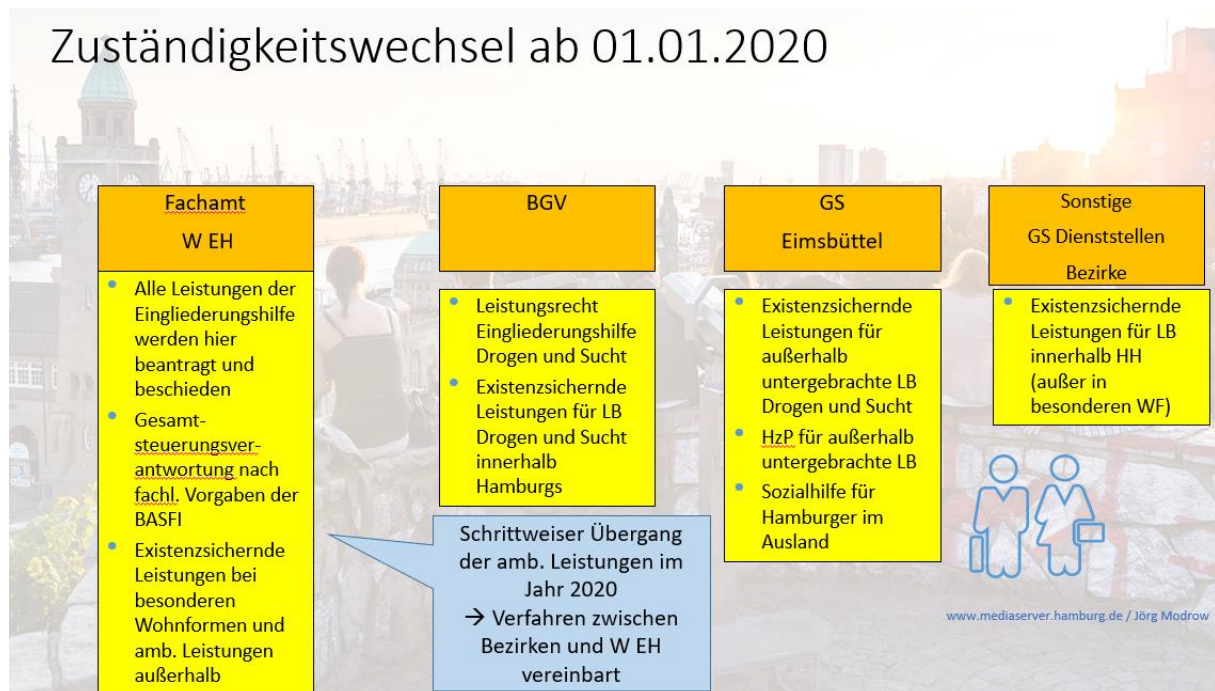 Zuständigkeitswechsel ab 01.01.2020
Fachamt
W EH
Alle Leistungen der
Eingliederungshilfe
werden hier
beantragt und
beschieden
Gesamt-
steuerungsver-
antwortung nach
fachl. Vorgaben der
BASFI
Existenzsichernde
Leistungen bei
besonderen
Wohnformen und
amb. Leistungen
außerhalb
BGV
Leistungsrecht
Eingliederungshilfe
Drogen und Sucht
Existenzsichernde
Leistungen für LB
Drogen und Sucht
innerhalb
Hamburgs
Schrittweiser Übergang
der amb. Leistungen im
Jahr 2020
→ Verfahren zwischen
Bezirken und W EH
vereinbart
GS
Eimsbüttel
Existenzsichernde
Leistungen für
außerhalb
untergebrachte LB
Drogen und Sucht
HzP für außerhalb
untergebrachte LB
Sozialhilfe für
Hamburger im
Ausland
Sonstige
GS Dienststellen
Bezirke
Existenzsichernde
Leistungen für LB
innerhalb HH
(außer in
besonderen WF)
www.mediaserver.hamburg.de / Jörg Modrow